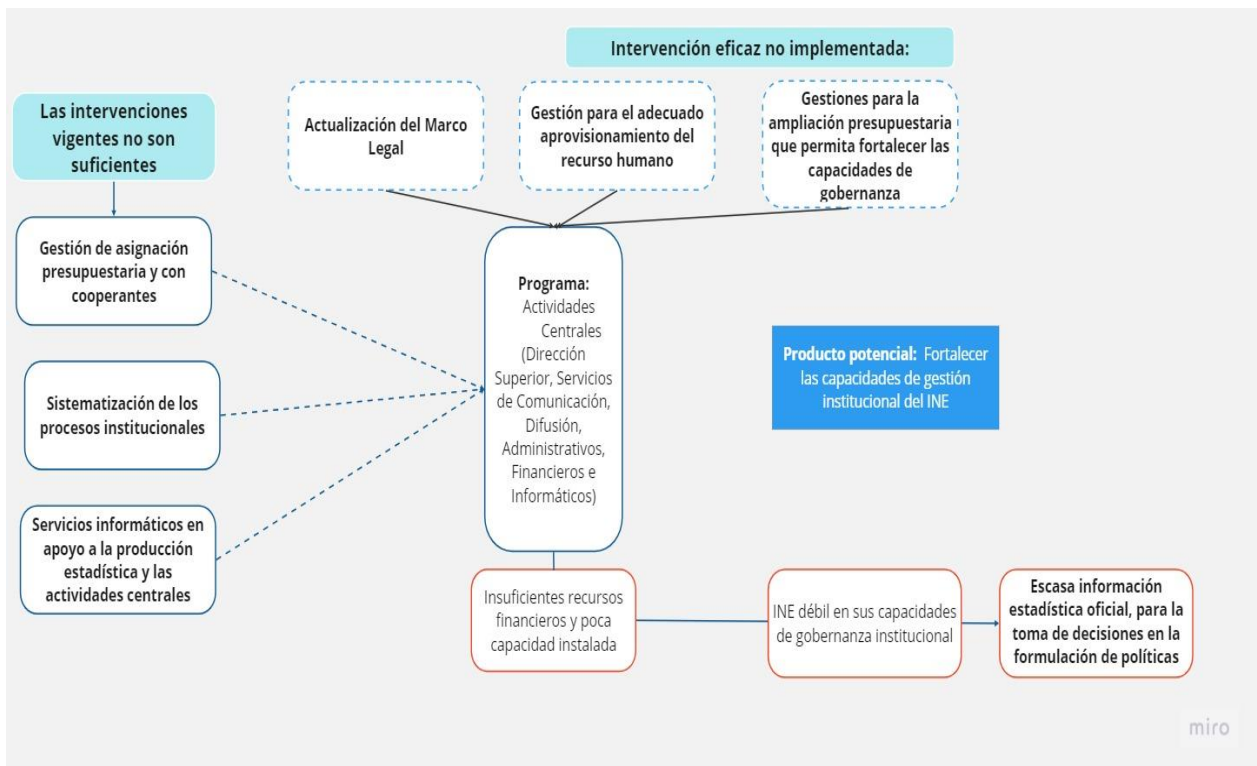 Intervención eficaz no implementada:
Las intervenciones
vigentes no son
suficientes
Actualización del Marco
Legal
Gestión para el adecuado
aprovisionamiento del
recurso humano
Gestiones para la
ampliación presupuestaria
que permita fortalecer las
capacidades de
gobernanza
Gestión de asignación
presupuestaria y con
cooperantes
Sistematización de los
procesos institucionales
Servicios informáticos en
apoyo a la producción
estadística y las
actividades centrales
Programa:
Actividades
Centrales
(Dirección
Superior, Servicios
de Comunicación,
Difusión,
Administrativos,
Financieros e
Informáticos)
Producto potencial: Fortalecer
las capacidades de gestión
institucional del INE
Insuficientes recursos
financieros y poca
capacidad instalada
INE débil en sus capacidades
de gobernanza institucional
Escasa información
estadística oficial, para la
toma de decisiones en la
formulación de políticas
miro